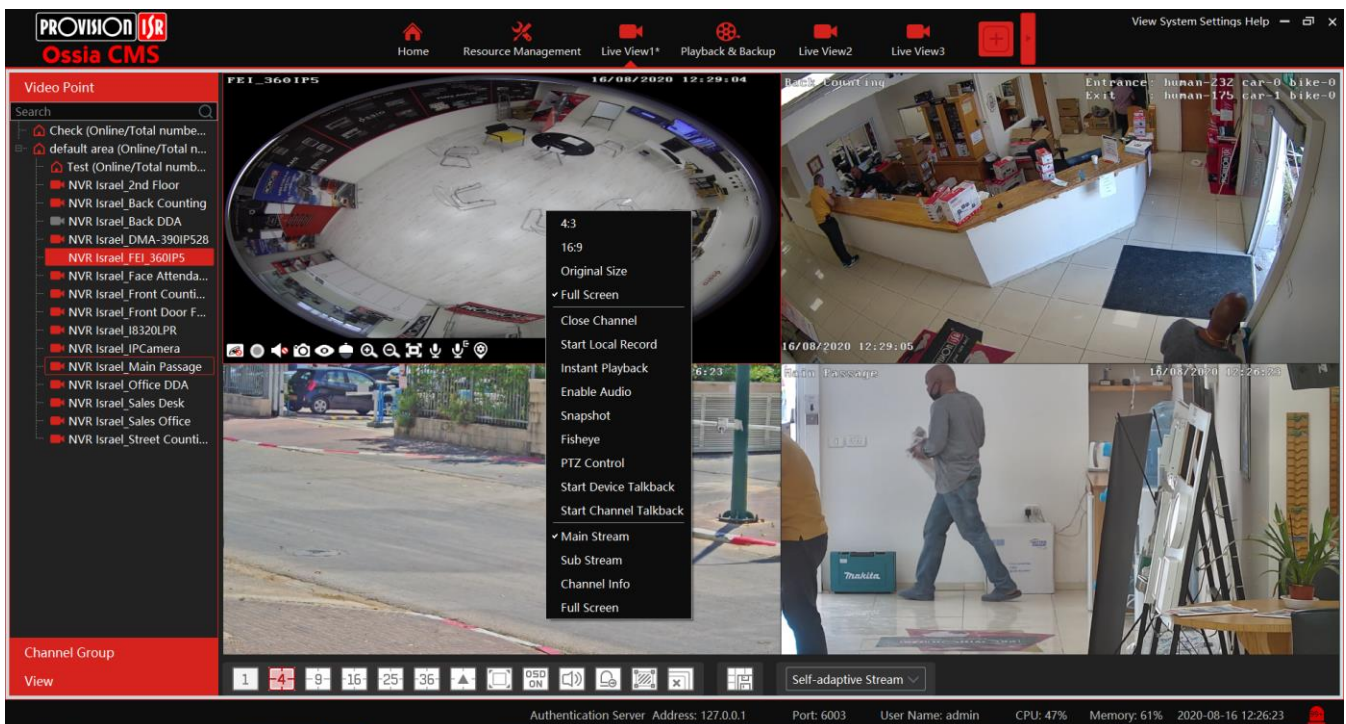 PROVISION ISR
Ossia CMS
Home
Resource Management
Live View1*
Playback & Backup
Live View2
Live View3
View System Settings Help
Video Point
Search
Check (Online/Total numbe...
default area (Online/Total n...
Test (Online/Total numb...
NVR Israel_2nd Floor
NVR Israel_Back Counting
NVR Israel_Back DDA
NVR Israel_DMA-390IP528
NVR Israel_FEI_360IP5
NVR Israel_Face Attenda...
NVR Israel_Front Counti...
NVR Israel_Front Door F...
NVR Israel_I8320LPR
NVR Israel_IPCamera
NVR Israel_Main Passage
NVR Israel_Office DDA
NVR Israel_Sales Desk
NVR Israel_Sales Office
NVR Israel_Street Counti...
Channel Group
View
FEI_360IP5
16/08/2020 12:29:04
Back Counting
Entrance: human-232 car-0 bike-0
Exit human-175 car-1 bike-0
16/08/2020 12:29:05
4:3
16:9
Original Size
Full Screen
Close Channel
Start Local Record
Instant Playback
Enable Audio
Snapshot
Fisheye
PTZ Control
Start Device Talkback
Start Channel Talkback
Main Stream
Sub Stream
Channel Info
Full Screen
6:23
Main Passage
16/08/2020 12:26:23
makita
1
4
9
16
25
36
OSD
ON
Self-adaptive Stream
Authentication Server Address: 127.0.0.1
Port: 6003
User Name: admin
CPU: 47%
Memory: 61%
2020-08-16 12:26:23